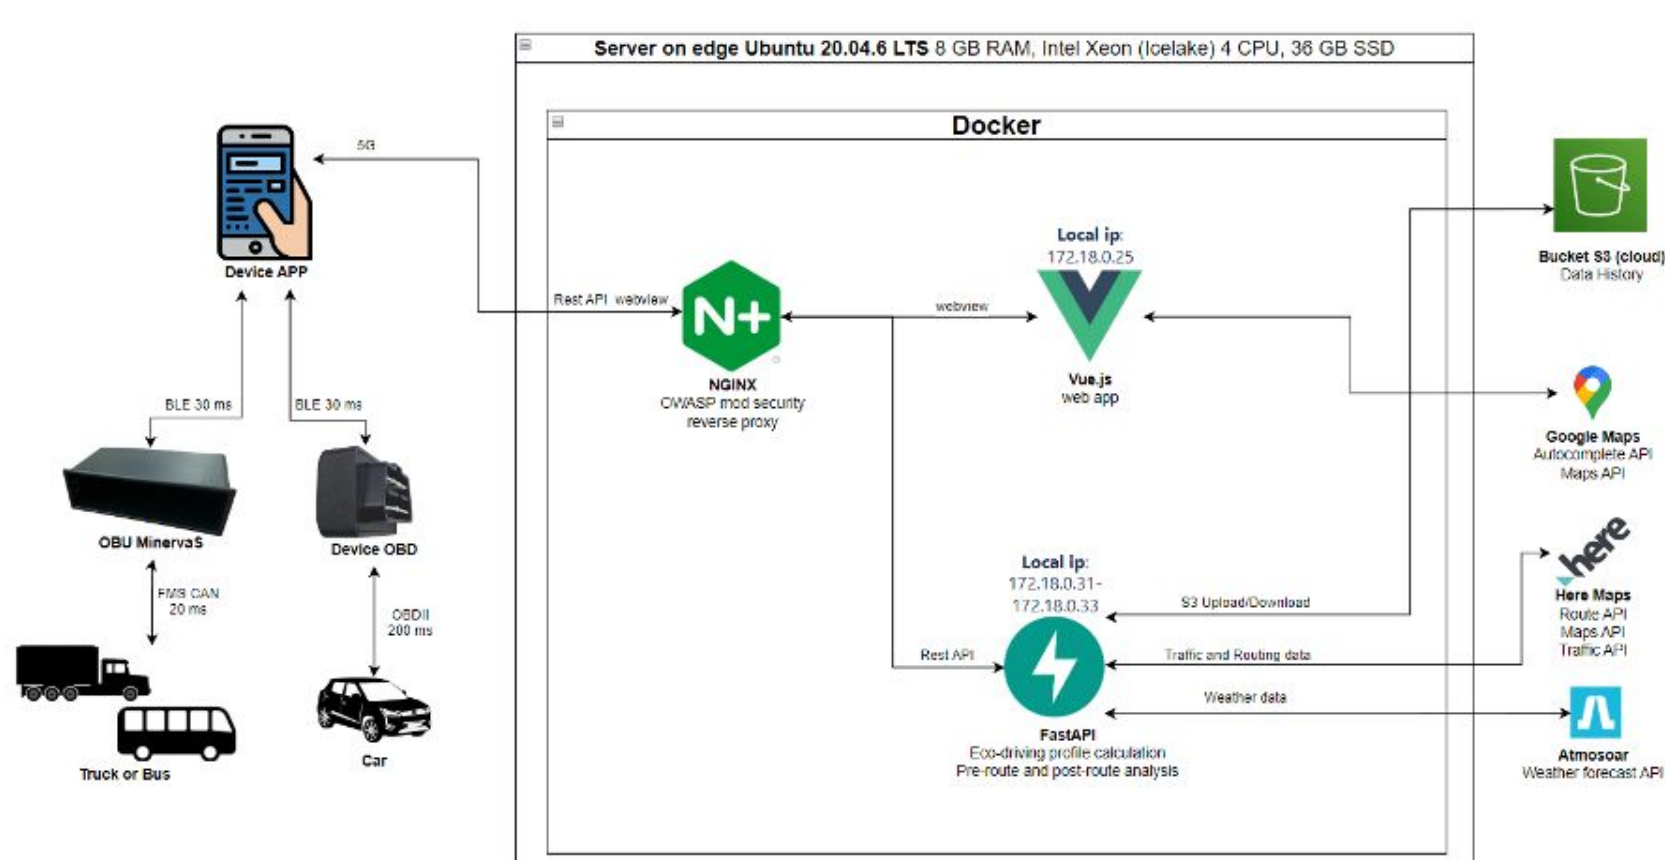 Server on edge Ubuntu 20.04.6 LTS 8 GB RAM, Intel Xeon (Icelake) 4 CPU, 36 GB SSD
Docker
5G
Device APP
BLE 30 ms
BLE 30 ms
OBU MinervaS
Device OBD
FMS CAN
20 ms
OBDII
200 ms
Truck or Bus
Car
Rest API webview
N+
NGINX
OWASP mod security
reverse proxy
webview
Local ip:
172.18.0.25
Vue.js
web app
Rest API
Local ip:
172.18.0.31-
172.18.0.33
FastAPI
Eco-driving profile calculation
Pre-route and post-route analysis
S3 Upload/Download
Traffic and Routing data
Weather data
Bucket S3 (cloud)
Data History
Google Maps
Autocomplete API
Maps API
here
Here Maps
Route API
Maps API
Traffic API
Atmosoar
Weather forecast API